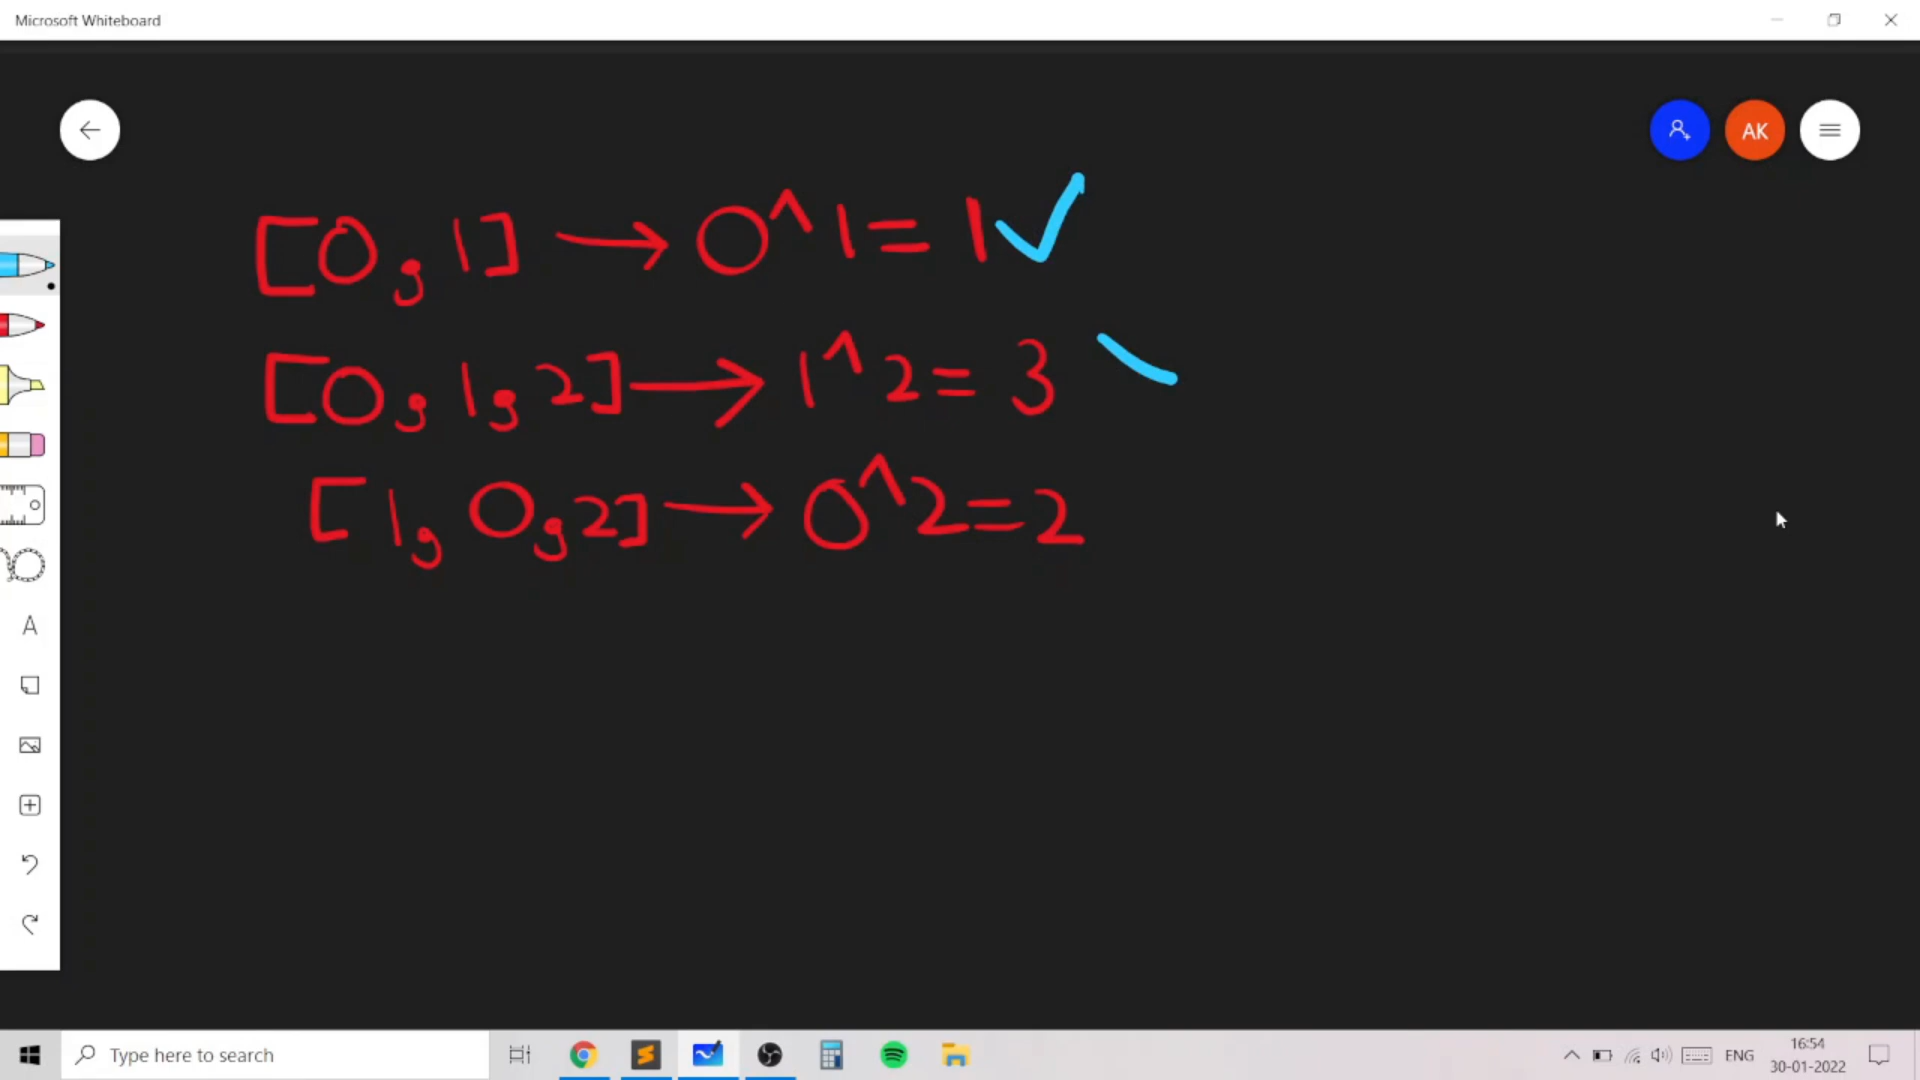 Microsoft Whiteboard
AK
[0, 1] → 0^1 = 1 ✓
[0, 1, 2] → 1^2 = 3
[1, 0, 2] → 0^2 = 2
A
Type here to search
ENG
16:54
30-01-2022